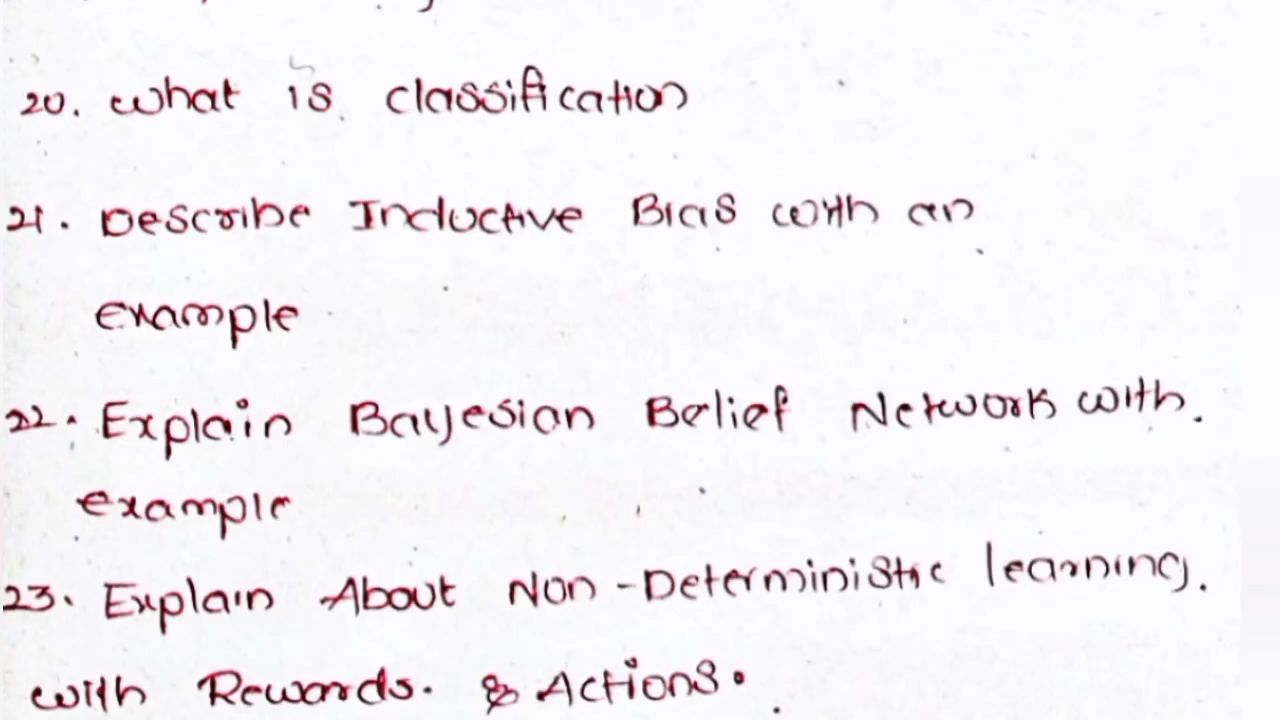 20. what is classification
21. Describe Inductive Bias with an
example
22. Explain Bayesian Belief Network with.
example
23. Explain About Non-Deterministic learning.
with Rewards. & Actions.